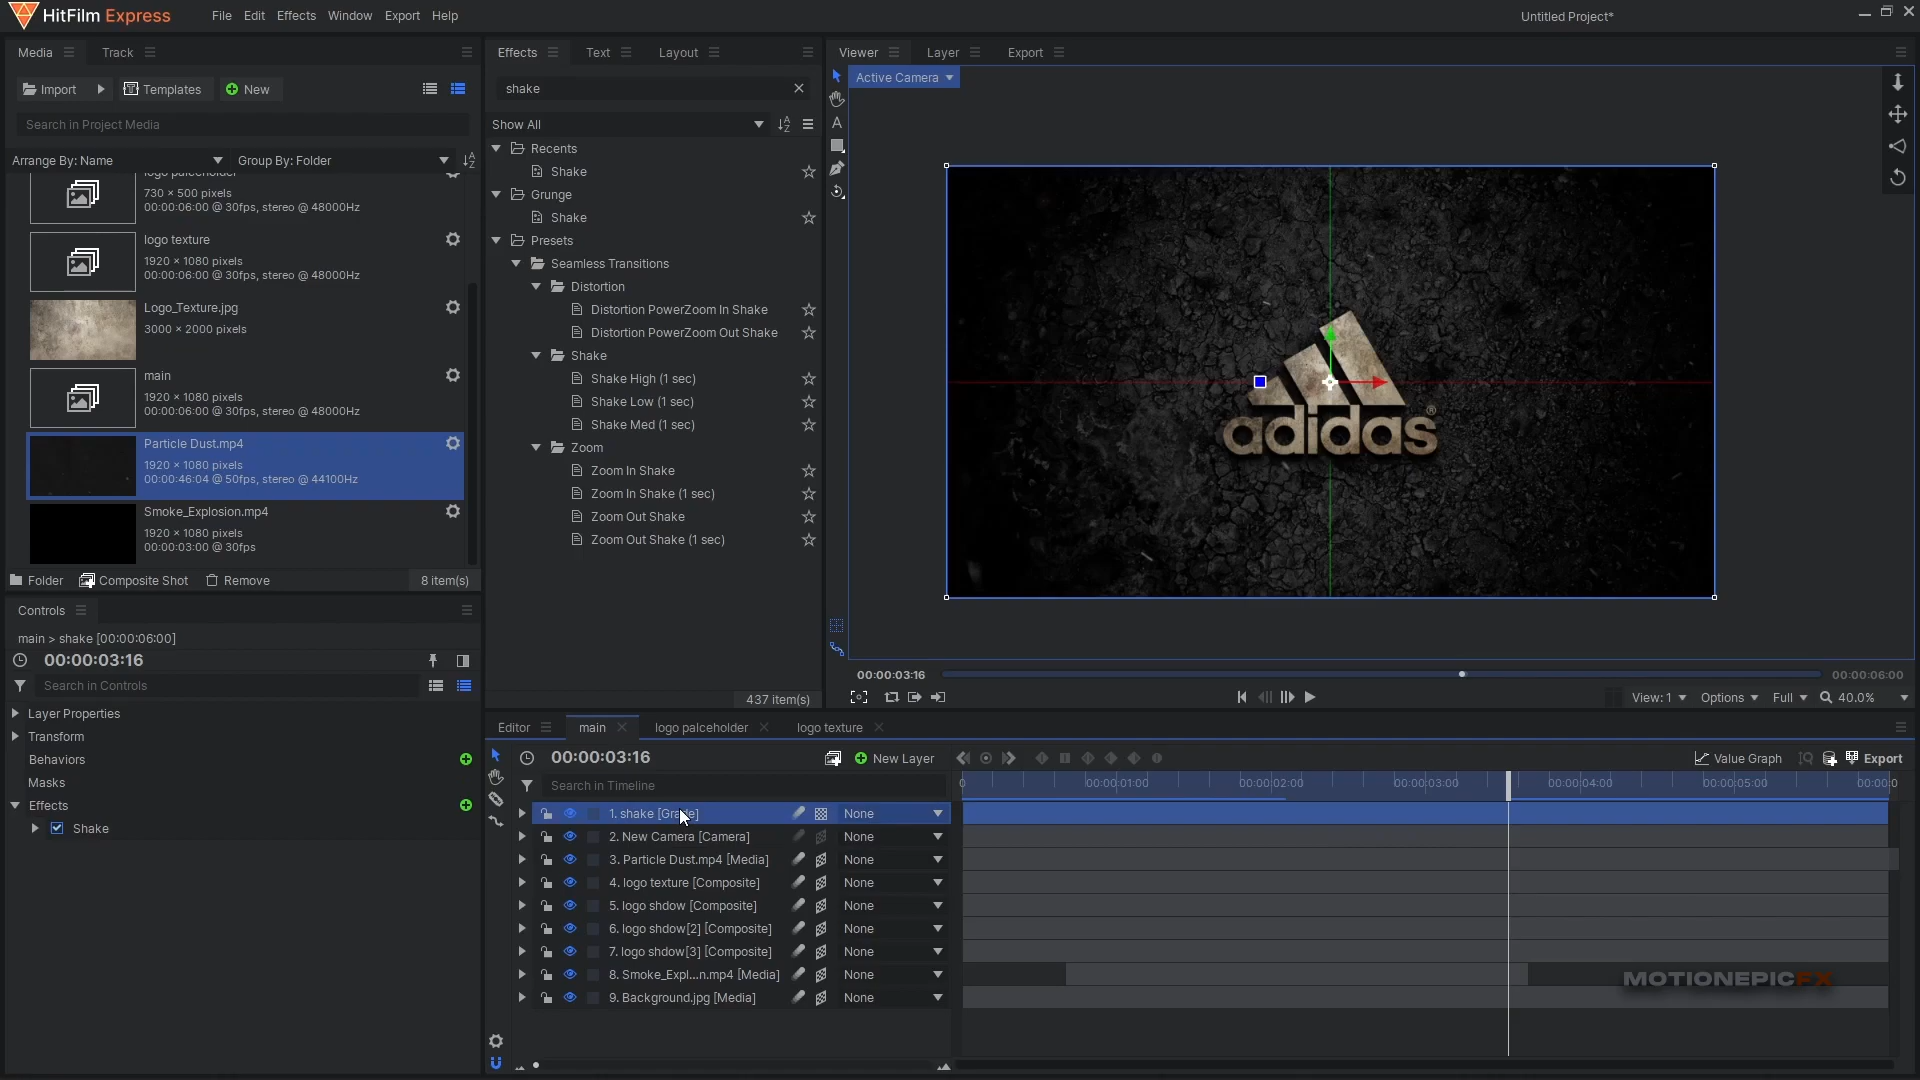 HitFilm Express
File Edit Effects Window Export Help
Untitled Project*
Media Track
Import Templates New
Search in Project Media
Arrange By: Name Group By: Folder
logo palceholder
730 × 500 pixels
00:00:06:00 @ 30fps, stereo @ 48000Hz
logo texture
1920 × 1080 pixels
00:00:06:00 @ 30fps, stereo @ 48000Hz
Logo_Texture.jpg
3000 × 2000 pixels
main
1920 × 1080 pixels
00:00:06:00 @ 30fps, stereo @ 48000Hz
Particle Dust.mp4
1920 × 1080 pixels
00:00:46:04 @ 50fps, stereo @ 44100Hz
Smoke_Explosion.mp4
1920 × 1080 pixels
00:00:03:00 @ 30fps
Folder Composite Shot Remove 8 item(s)
Controls
main > shake [00:00:06:00]
00:00:03:16
Search in Controls
Layer Properties
Transform
Behaviors
Masks
Effects
Shake
Effects Text Layout
shake
Show All
Recents
Shake
Grunge
Shake
Presets
Seamless Transitions
Distortion
Distortion PowerZoom In Shake
Distortion PowerZoom Out Shake
Shake
Shake High (1 sec)
Shake Low (1 sec)
Shake Med (1 sec)
Zoom
Zoom In Shake
Zoom In Shake (1 sec)
Zoom Out Shake
Zoom Out Shake (1 sec)
437 item(s)
Viewer Layer Export
Active Camera
adidas®
00:00:03:16 00:00:06:00
View: 1 Options Full 40.0%
Editor main logo palceholder logo texture
00:00:03:16 New Layer Value Graph Export
Search in Timeline
0 00:00:01:00 00:00:02:00 00:00:03:00 00:00:04:00 00:00:05:00 00:00:0
1. shake [Grade] None
2. New Camera [Camera] None
3. Particle Dust.mp4 [Media] None
4. logo texture [Composite] None
5. logo shdow [Composite] None
6. logo shdow[2] [Composite] None
7. logo shdow[3] [Composite] None
8. Smoke_Expl...n.mp4 [Media] None
9. Background.jpg [Media] None
MOTIONEPICFX